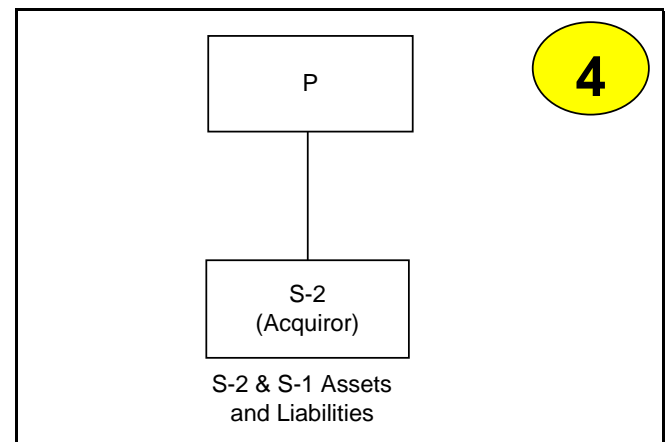 P
4
S-2
(Acquiror)
S-2 & S-1 Assets
and Liabilities